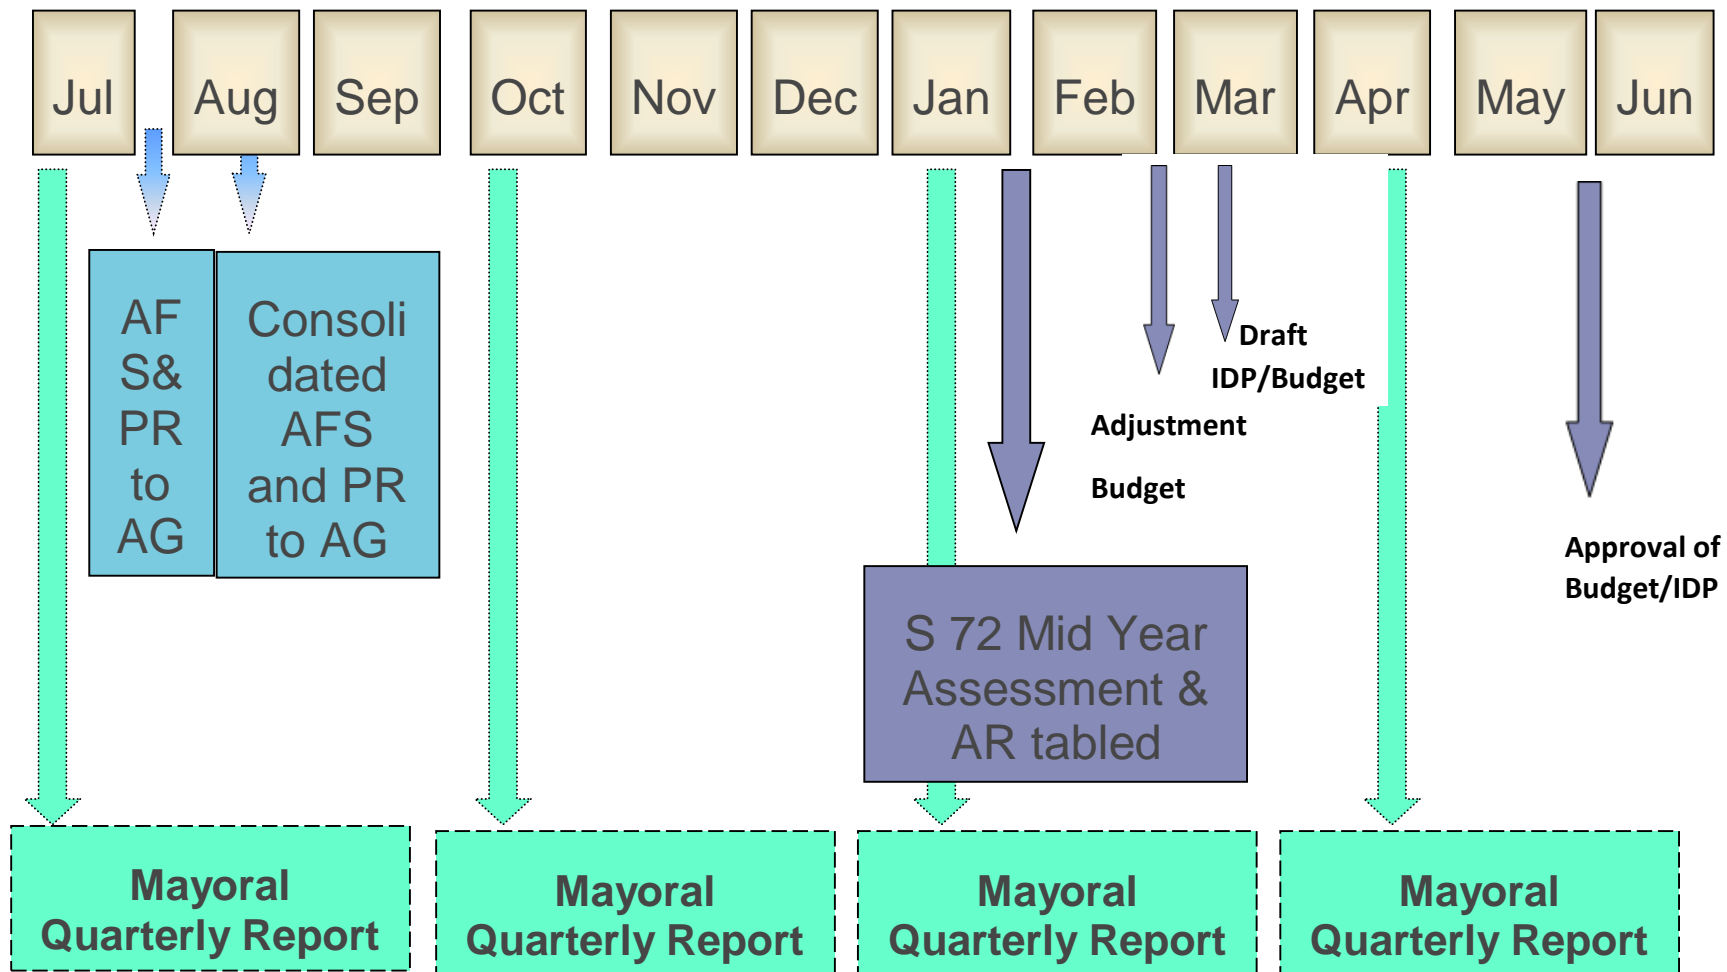 Jul Aug Sep Oct Nov Dec Jan Feb Mar Apr May Jun
AF
S&
PR
to
AG
Consoli
dated
AFS
and PR
to AG
Draft
IDP/Budget
Adjustment
Budget
Approval of
Budget/IDP
S 72 Mid Year
Assessment &
AR tabled
Mayoral
Quarterly Report
Mayoral
Quarterly Report
Mayoral
Quarterly Report
Mayoral
Quarterly Report